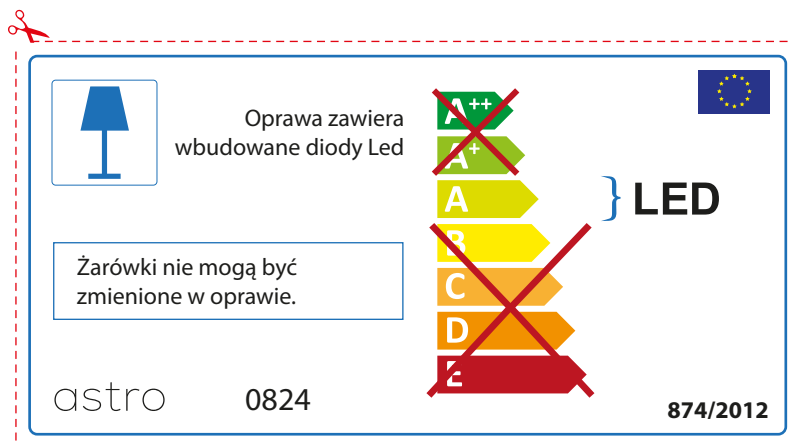 Oprawa zawiera
wbudowane diody Led
A++
A+
A
B
C
D
E
LED
Żarówki nie mogą być
zmienione w oprawie.
astro
0824
874/2012